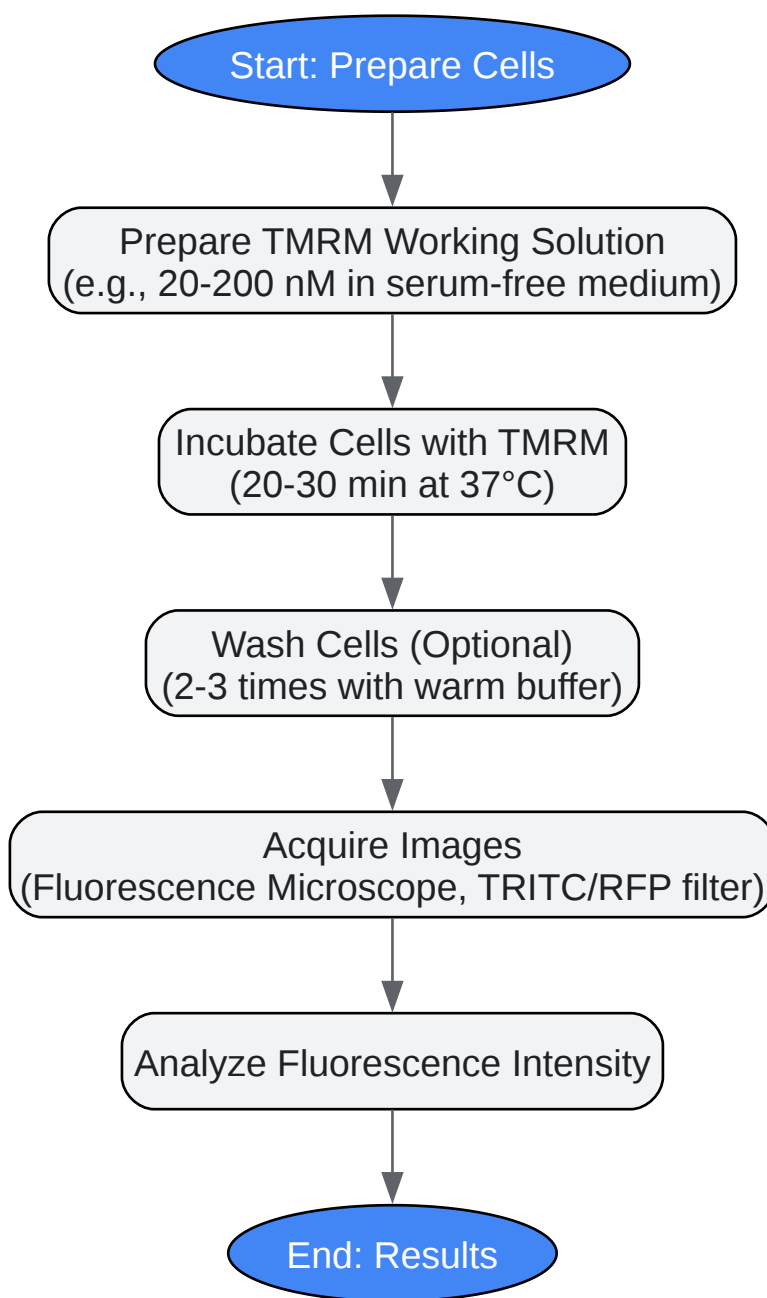 Start: Prepare Cells
Prepare TMRM Working Solution
(e.g., 20-200 nM in serum-free medium)
Incubate Cells with TMRM
(20-30 min at 37°C)
Wash Cells (Optional)
(2-3 times with warm buffer)
Acquire Images
(Fluorescence Microscope, TRITC/RFP filter)
Analyze Fluorescence Intensity
End: Results